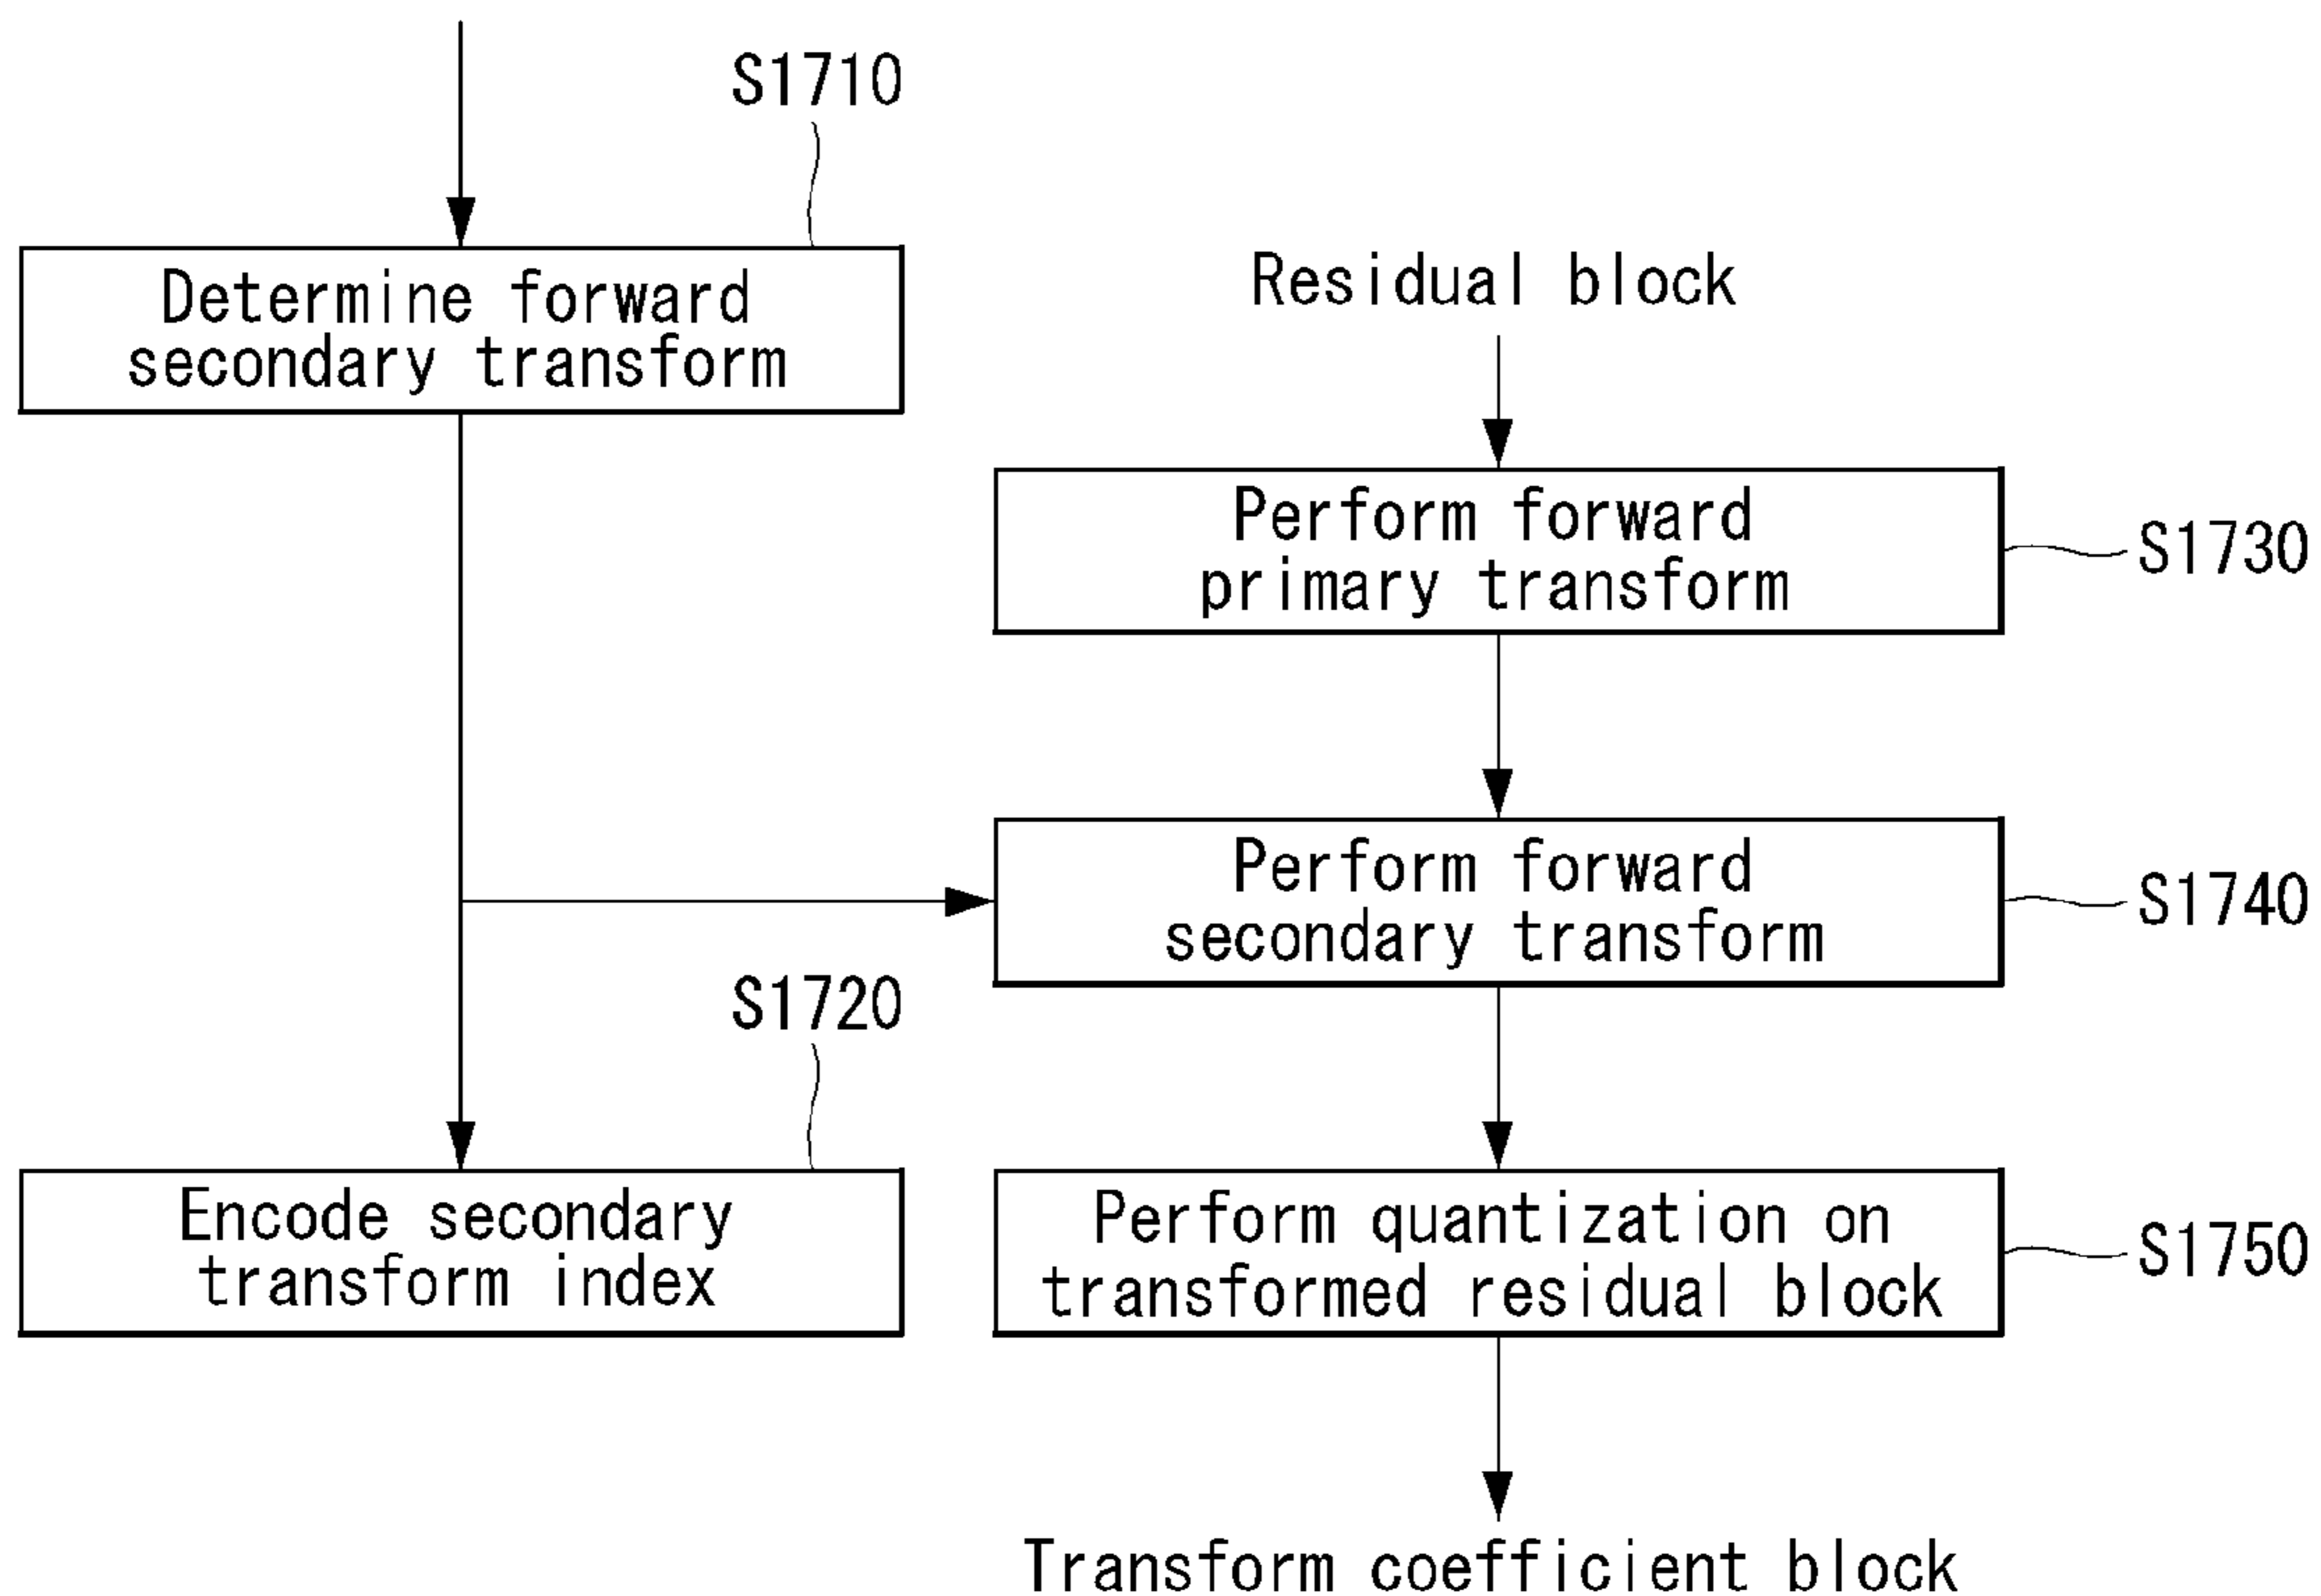 S1710
Determine forward
secondary transform
Residual block
Perform forward
primary transform
S1730
Perform forward
secondary transform
S1740
S1720
Encode secondary
transform index
Perform quantization on
transformed residual block
S1750
Transform coefficient block